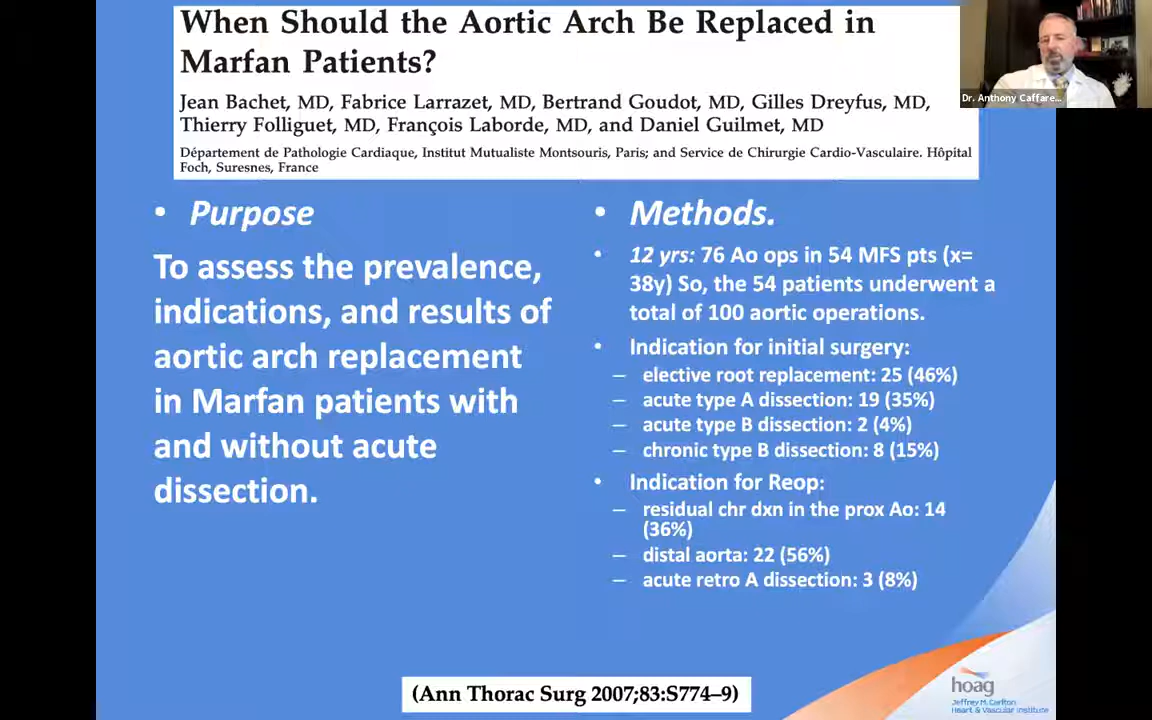 When Should the Aortic Arch Be Replaced in
Marfan Patients?
Jean Bachet, MD, Fabrice Larrazet, MD, Bertrand Goudot, MD, Gilles Dreyfus, MD,
Thierry Folliguet, MD, François Laborde, MD, and Daniel Guilmet, MD
Département de Pathologie Cardiaque, Institut Mutualiste Montsouris, Paris; and Service de Chirurgie Cardio-Vasculaire. Hôpital
Foch, Suresnes, France
Dr. Anthony Caffare...
• Purpose
To assess the prevalence,
indications, and results of
aortic arch replacement
in Marfan patients with
and without acute
dissection.
• Methods.
• 12 yrs: 76 Ao ops in 54 MFS pts (x=
38y) So, the 54 patients underwent a
total of 100 aortic operations.
• Indication for initial surgery:
– elective root replacement: 25 (46%)
– acute type A dissection: 19 (35%)
– acute type B dissection: 2 (4%)
– chronic type B dissection: 8 (15%)
• Indication for Reop:
– residual chr dxn in the prox Ao: 14
(36%)
– distal aorta: 22 (56%)
– acute retro A dissection: 3 (8%)
(Ann Thorac Surg 2007;83:S774–9)
hoag
Jeffrey M. Carlton
Heart & Vascular Institute